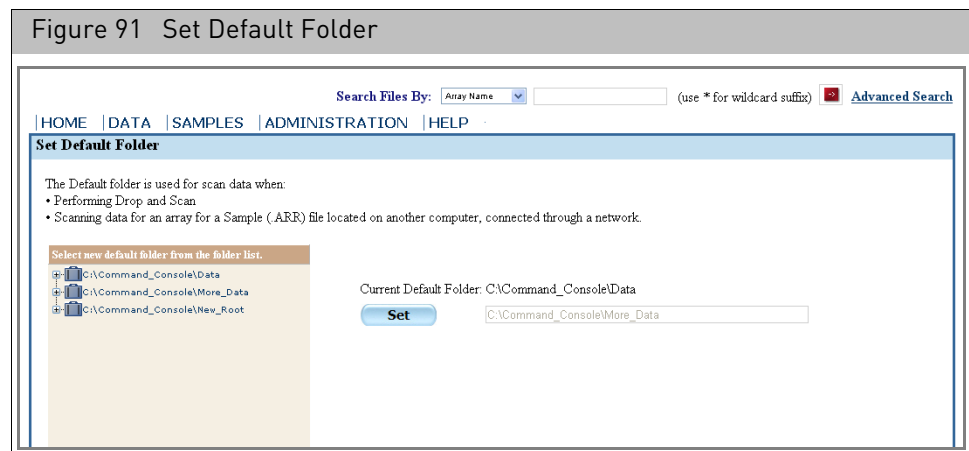 Figure 91 Set Default Folder
Search Files By: Array Name (use * for wildcard suffix) Advanced Search
|HOME |DATA |SAMPLES |ADMINISTRATION |HELP
Set Default Folder
The Default folder is used for scan data when:
• Performing Drop and Scan
• Scanning data for an array for a Sample (.ARR) file located on another computer, connected through a network.
Select new default folder from the folder list.
C:\Command_Console\Data
C:\Command_Console\More_Data
C:\Command_Console\New_Root
Current Default Folder: C:\Command_Console\Data
Set C:\Command_Console\More_Data